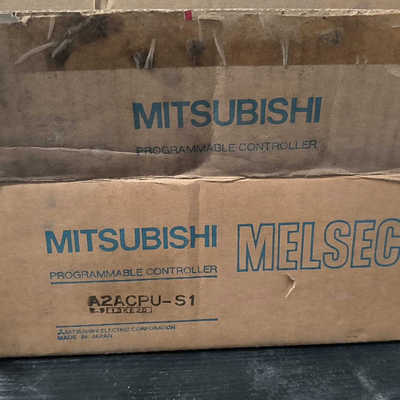 MITSUBISHI
PROGRAMMABLE CONTROLLER
MITSUBISHI MELSEC
PROGRAMMABLE CONTROLLER
A2ACPU-S1
MITSUBISHI ELECTRIC CORPORATION
MADE IN JAPAN